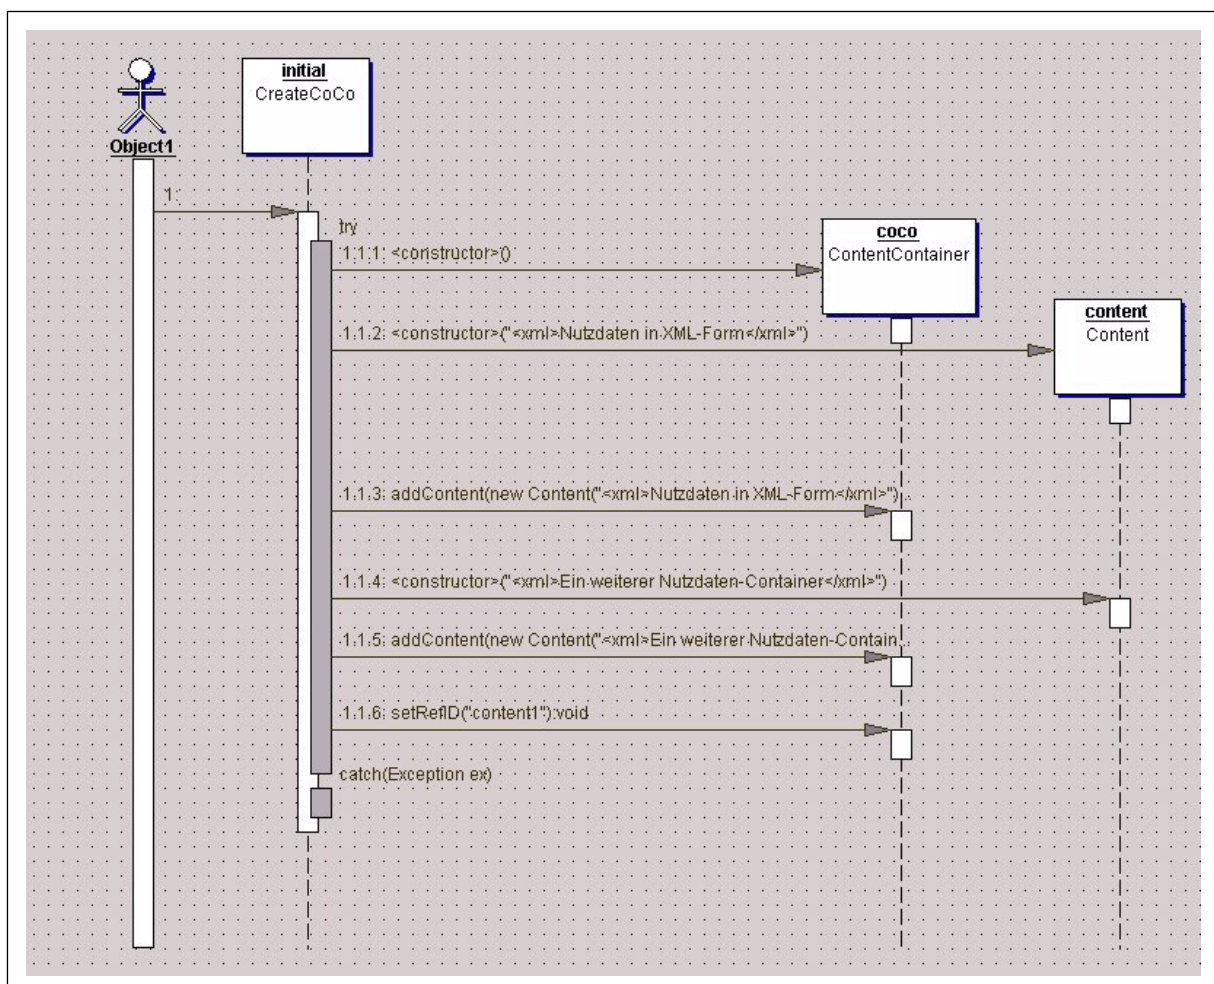 initial
CreateCoCo
Object1
1:
try
coco
ContentContainer
1.1.1: <constructor>()
content
Content
1.1.2: <constructor>("<xml>Nutzdaten in XML-Form</xml>")
1.1.3: addContent(new Content("<xml>Nutzdaten in XML-Form</xml>")...
1.1.4: <constructor>("<xml>Ein weiterer Nutzdaten-Container</xml>")
1.1.5: addContent(new Content("<xml>Ein weiterer Nutzdaten-Contain...
1.1.6: setRefID("content1"):void
catch(Exception ex)